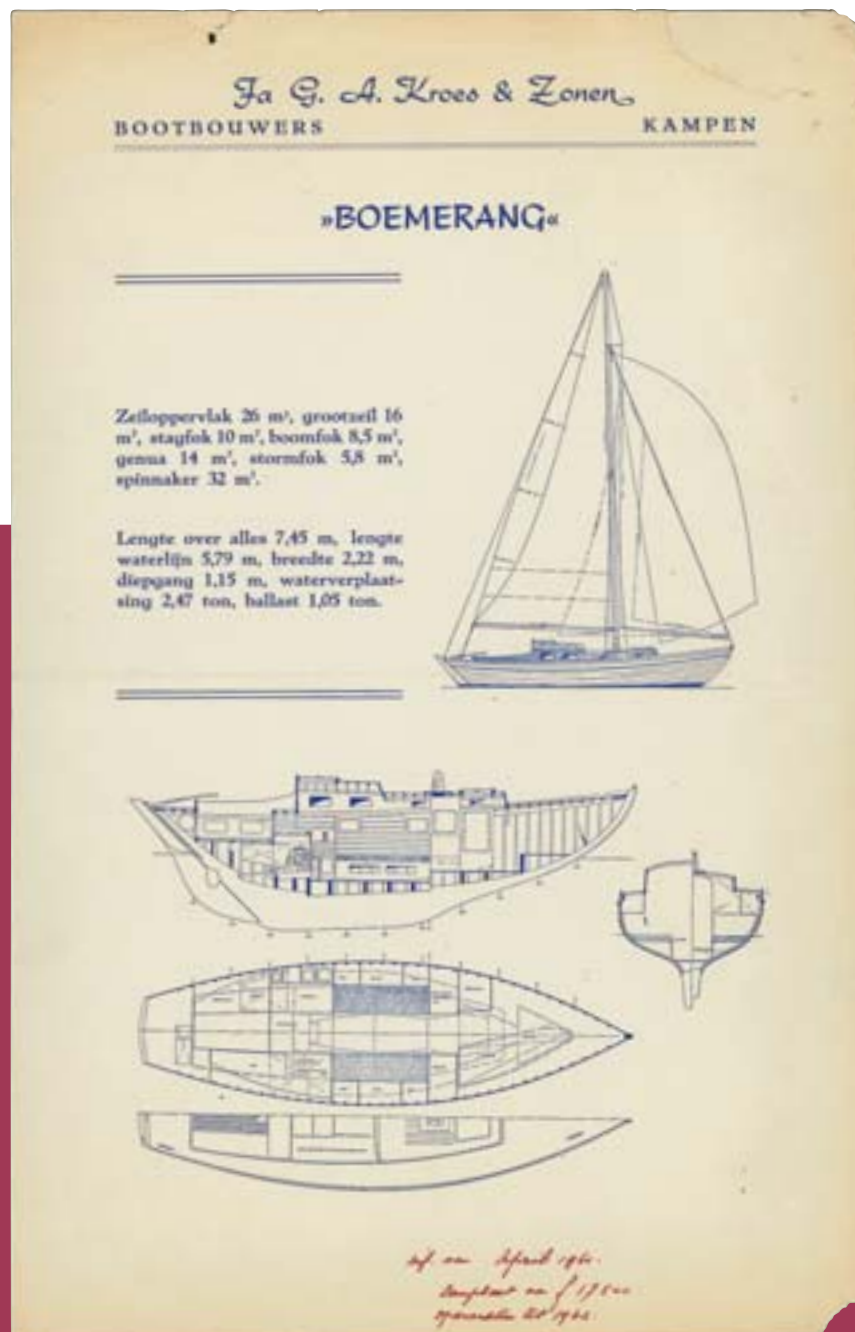 Fa G. A. Kroes & Zonen
BOOTBOUWERS KAMPEN
»BOEMERANG«
Zeiloppervlak 26 m², grootzeil 16
m², stagfok 10 m², boomfok 8,5 m²,
genua 14 m², stormfok 5,8 m²,
spinnaker 32 m².
Lengte over alles 7,45 m, lengte
waterlijn 5,79 m, breedte 2,22 m,
diepgang 1,15 m, waterverplaat-
sing 2,47 ton, ballast 1,05 ton.